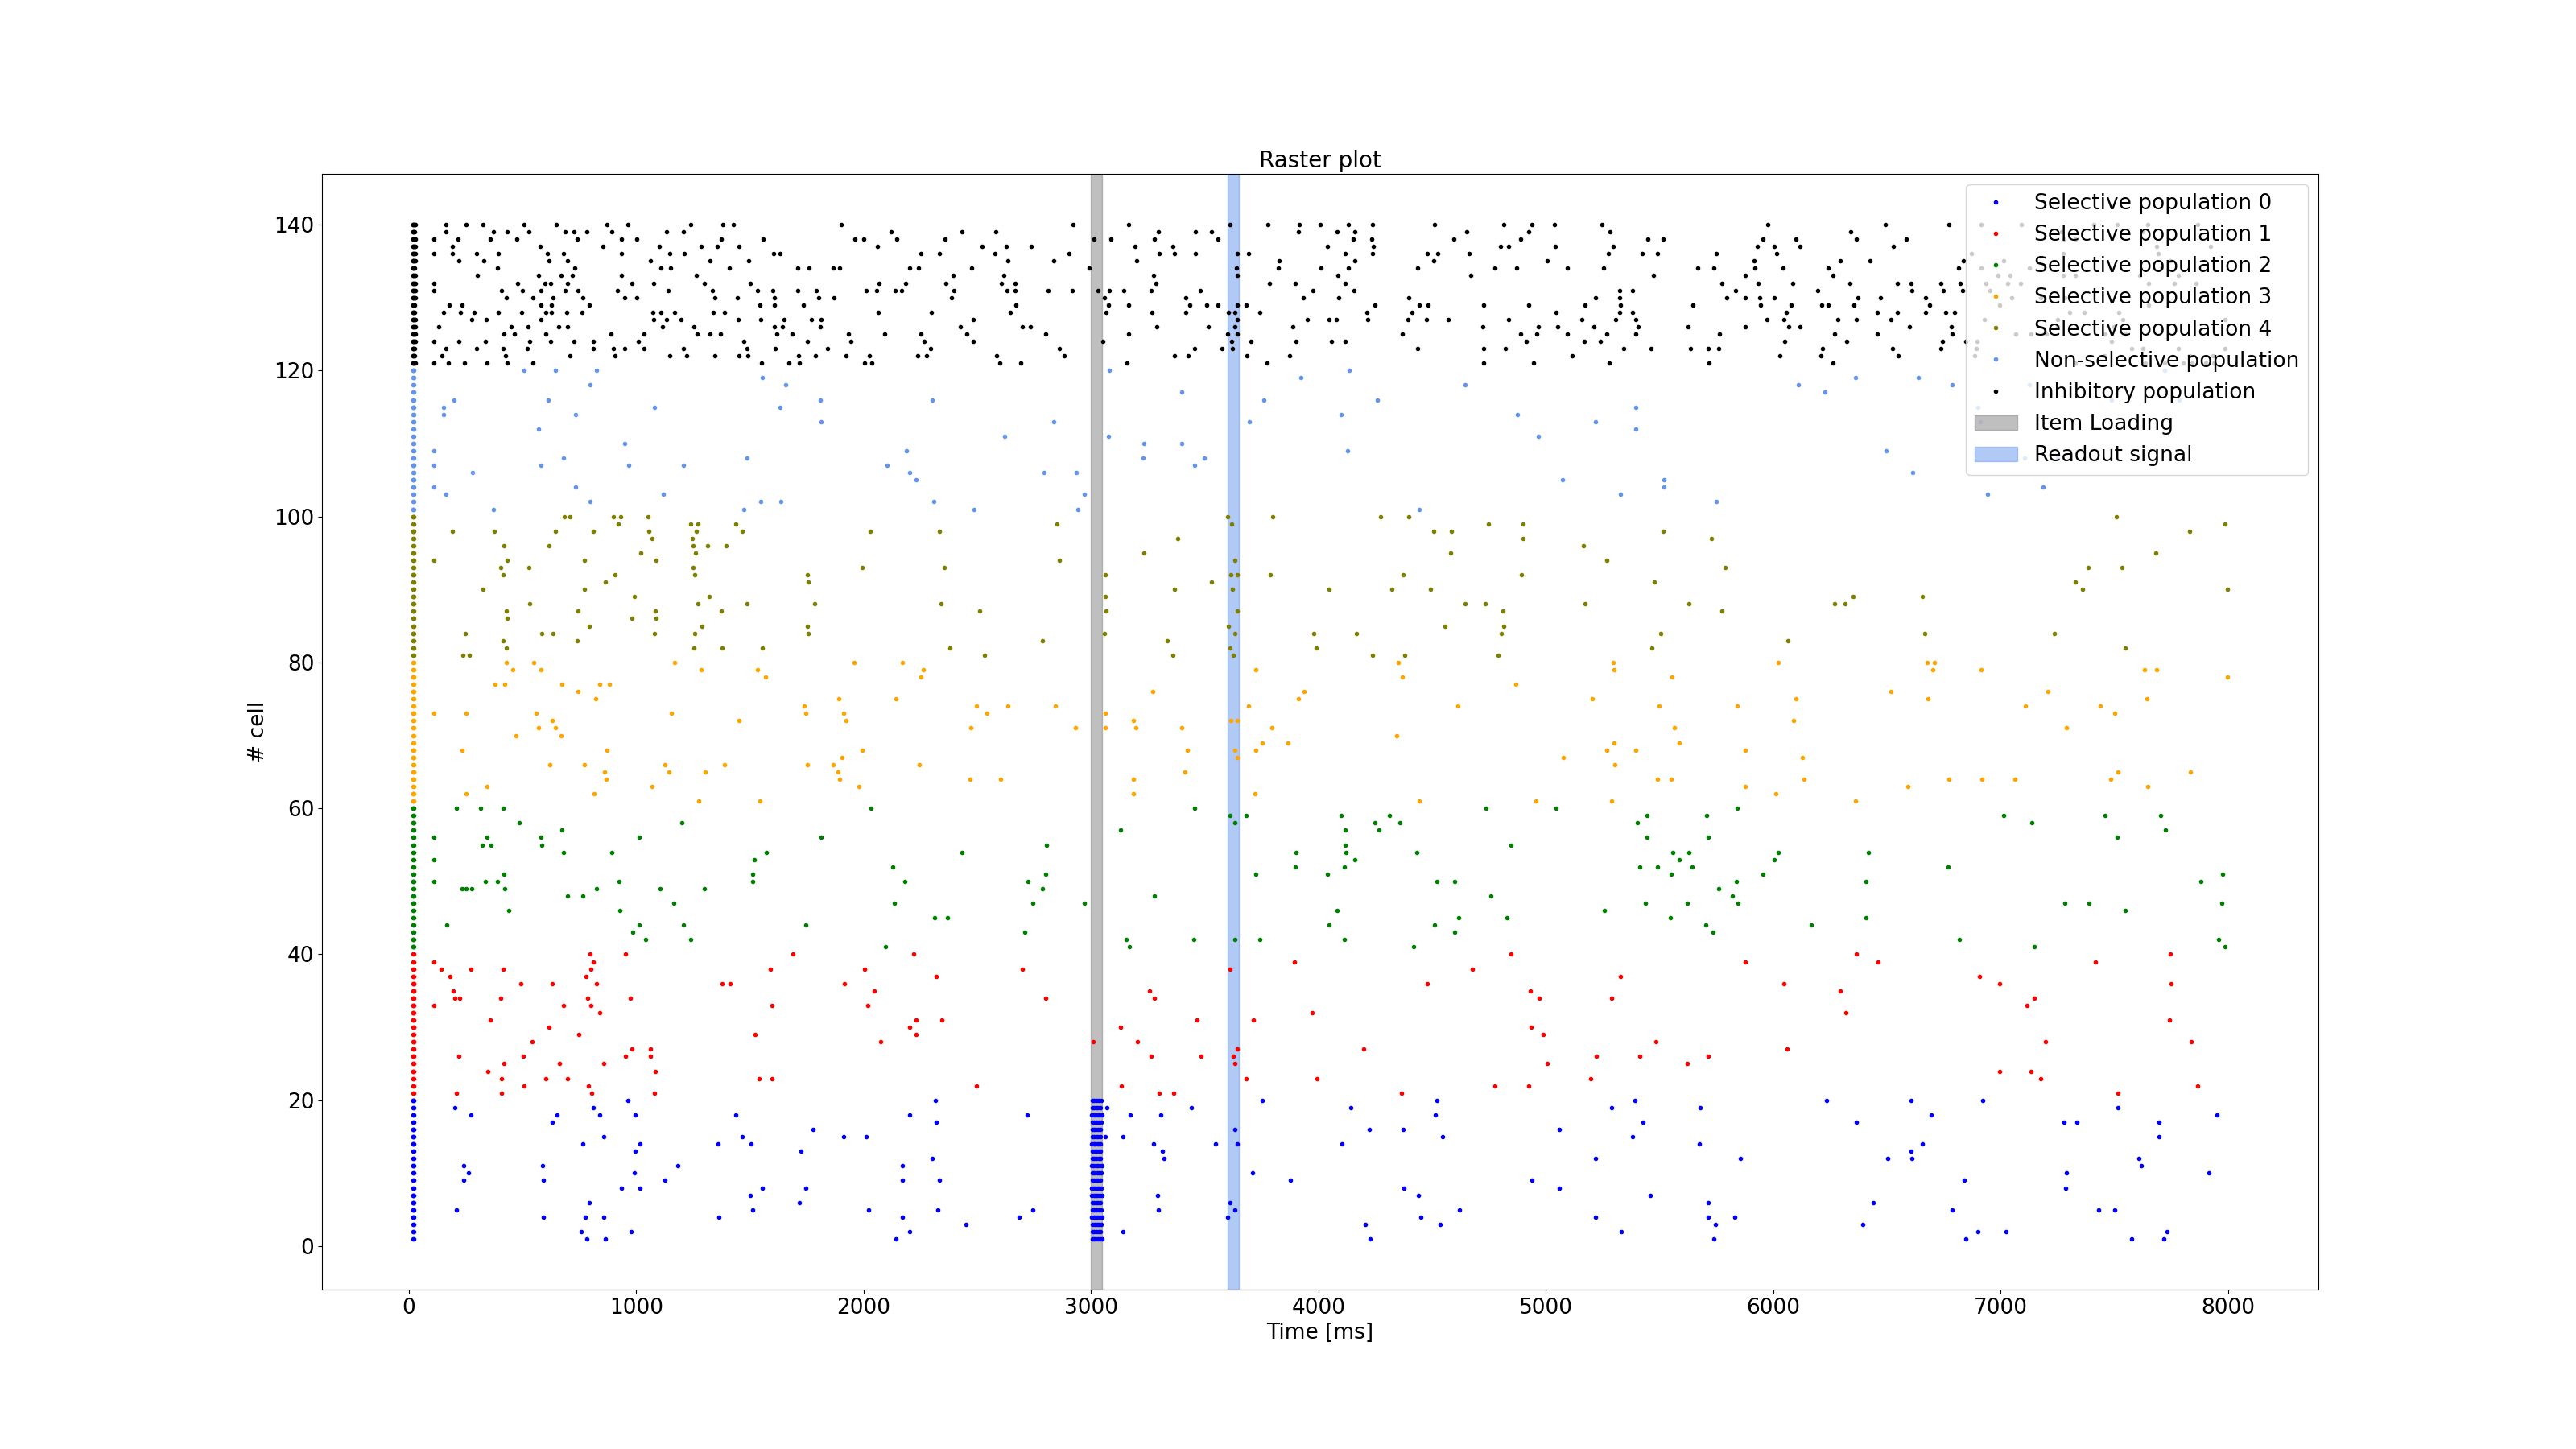 Raster plot
140
120
100
80
60
40
20
0
# cell
0 1000 2000 3000 4000 5000 6000 7000 8000
Time [ms]
Selective population 0
Selective population 1
Selective population 2
Selective population 3
Selective population 4
Non-selective population
Inhibitory population
Item Loading
Readout signal